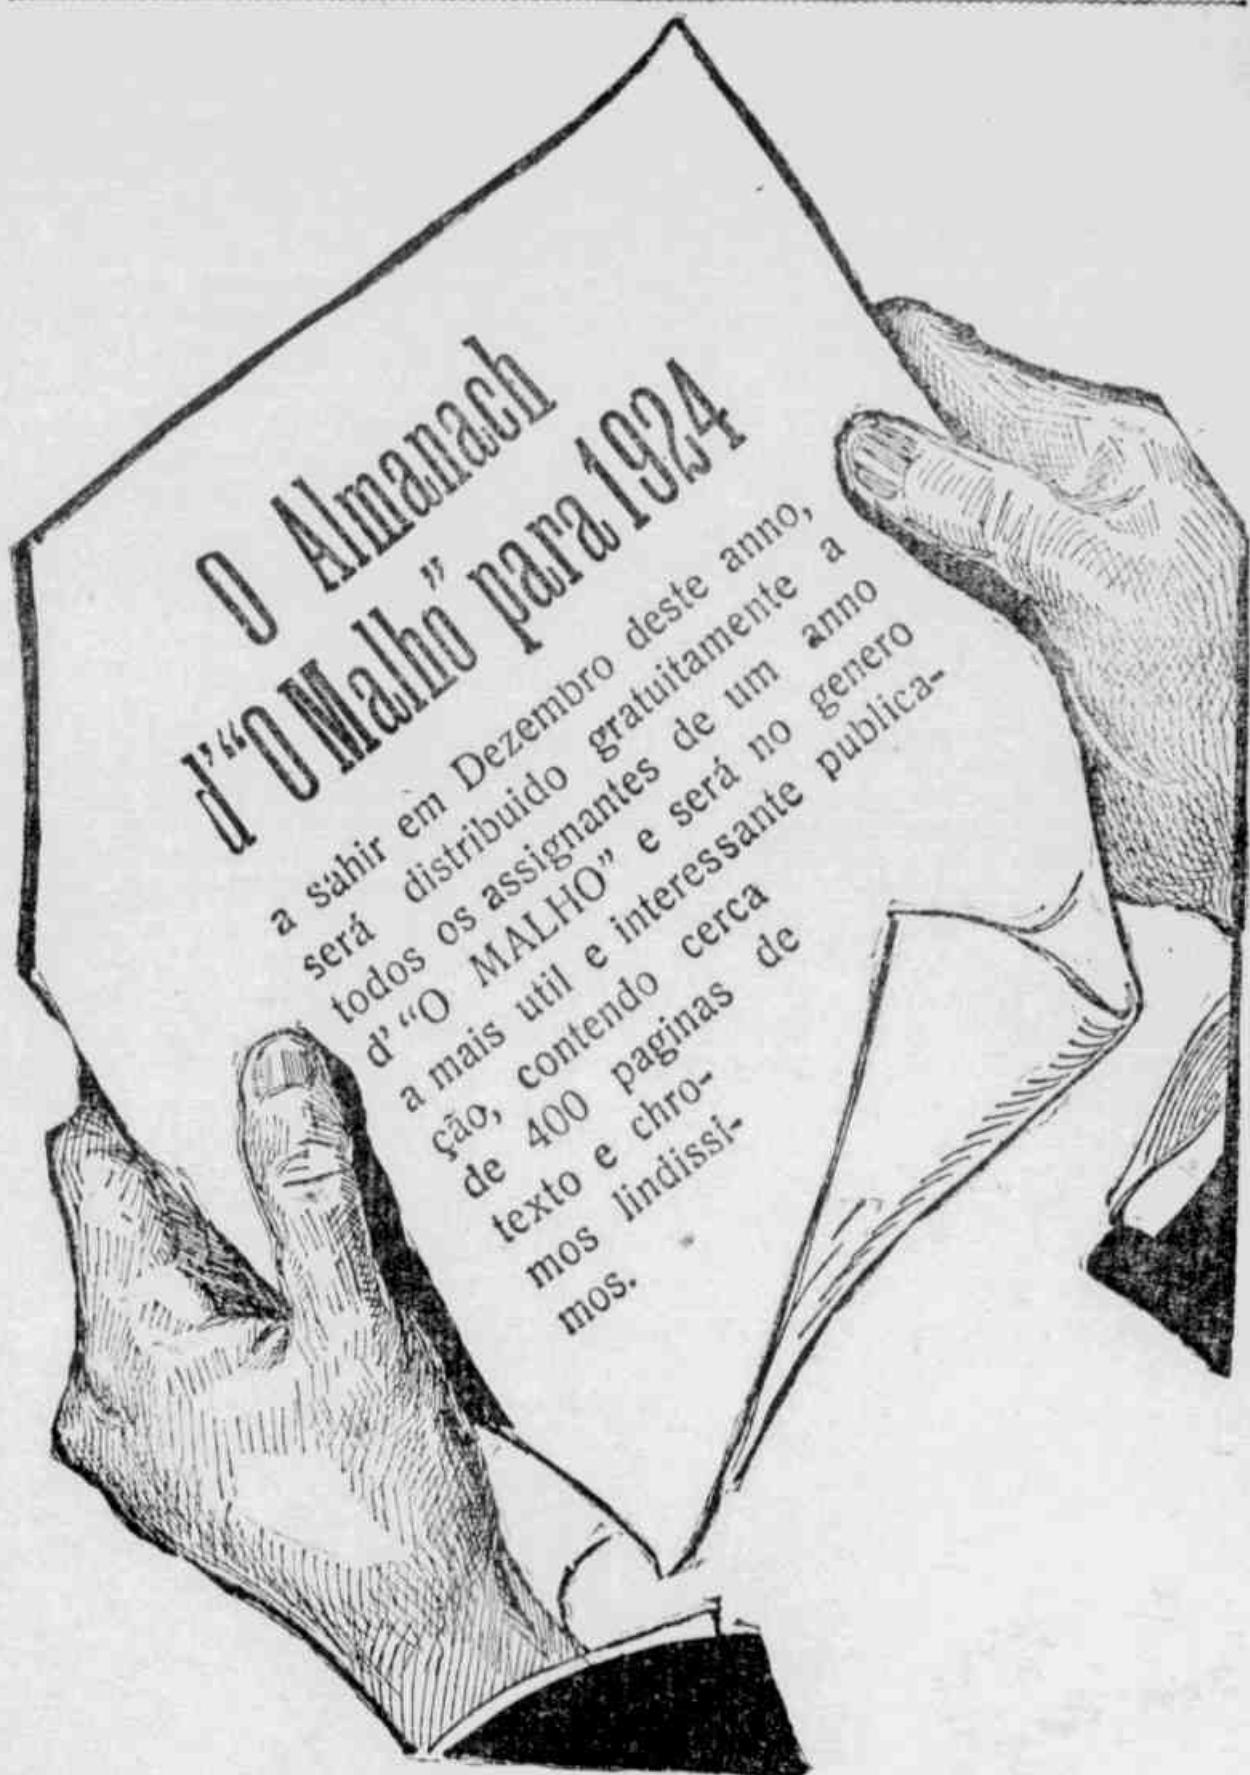 O Almanach
d'"O Malho" para 1924
a sahir em Dezembro deste anno,
será distribuido gratuitamente a
todos os assignantes de um anno
d' "O MALHO" e será no genero
a mais util e interessante publica-
ção, contendo cerca
de 400 paginas de
texto e chro-
mos lindissi-
mos.